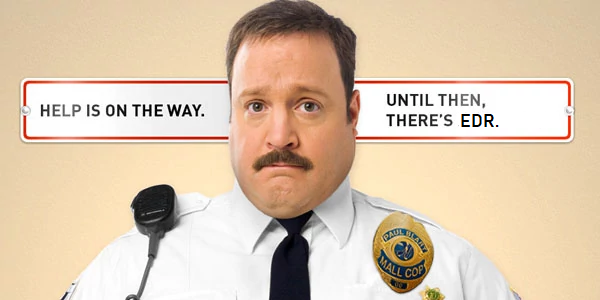 HELP IS ON THE WAY.
UNTIL THEN,
THERE'S EDR.
PAUL BLART
MALL COP